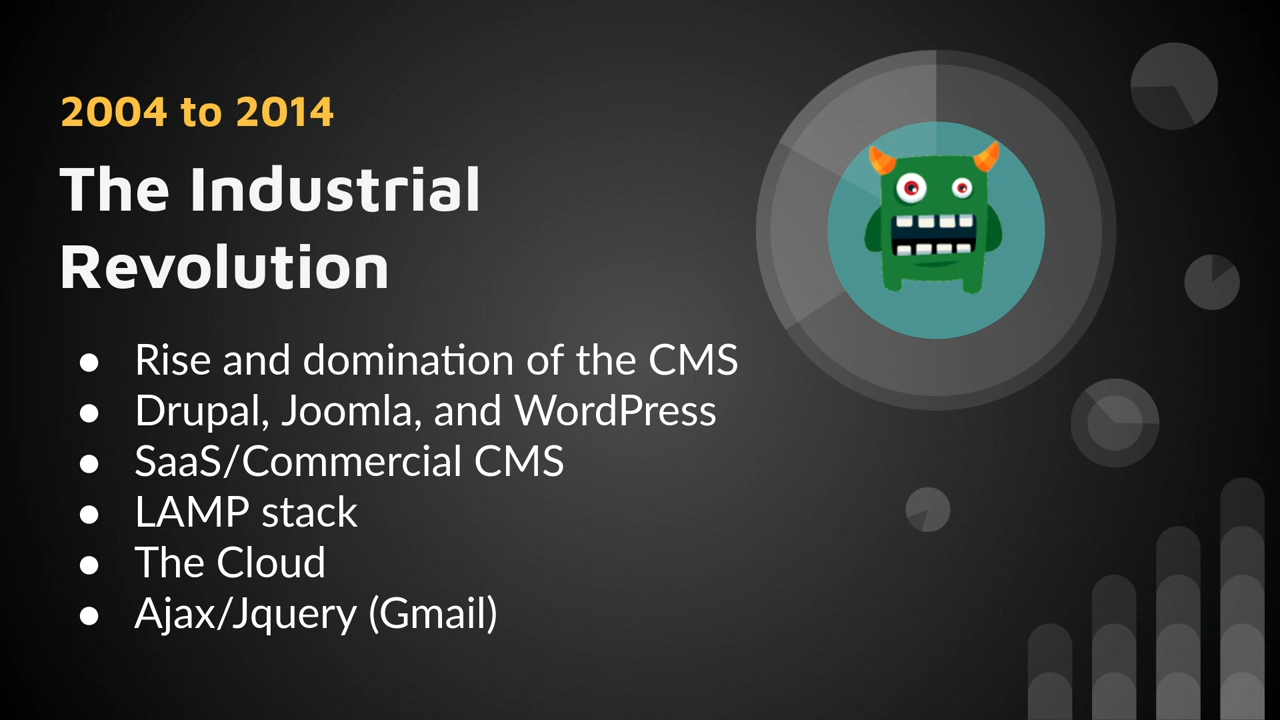 2004 to 2014
The Industrial
Revolution
● Rise and domination of the CMS
● Drupal, Joomla, and WordPress
● SaaS/Commercial CMS
● LAMP stack
● The Cloud
● Ajax/Jquery (Gmail)